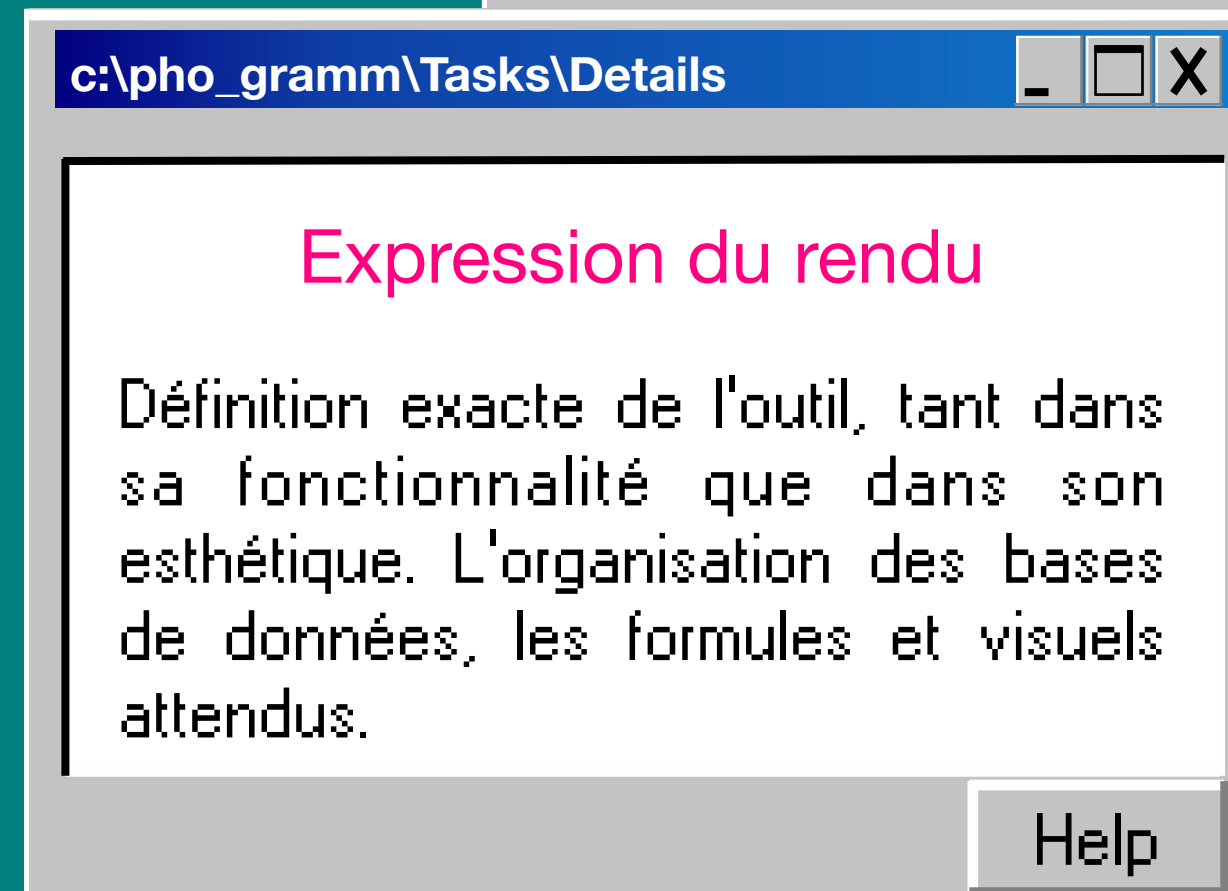 c:\pho_gramm\Tasks\Details
Expression du rendu
Définition exacte de l'outil, tant dans
sa fonctionnalité que dans son
esthétique. L'organisation des bases
de données, les formules et visuels
attendus.
Help